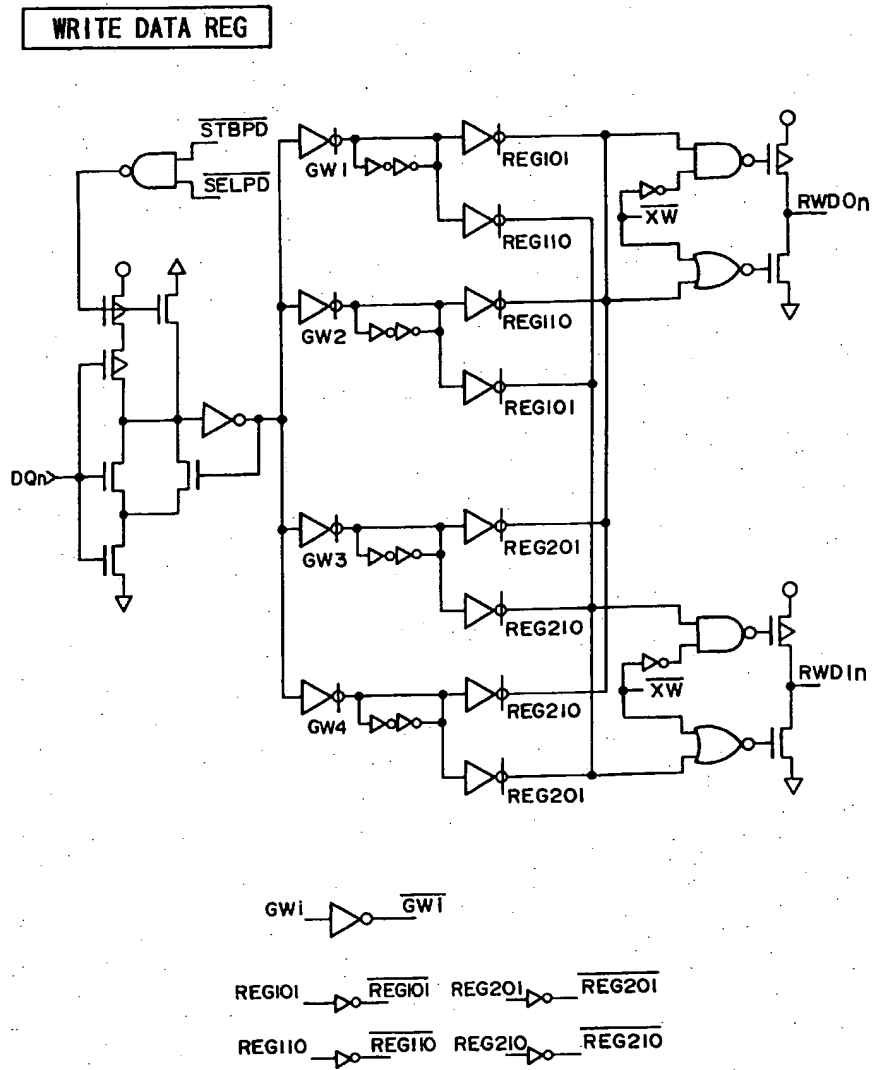 WRITE DATA REG
STBPD
SELPD
GW1
REG101
REG110
XW
RWD0n
GW2
REG110
REG101
DQn
GW3
REG201
REG210
GW4
REG210
REG201
XW
RWD1n
GWi
GWi
REG101
REG101
REG201
REG201
REG110
REG110
REG210
REG210